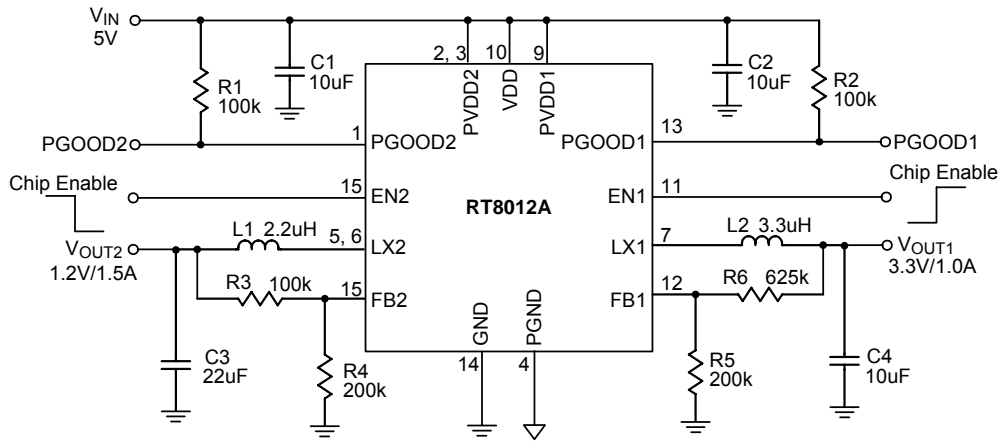 VIN
5V
2, 3
10
9
C1
10uF
C2
10uF
R1
100k
R2
100k
PVDD2
VDD
PVDD1
PGOOD2
1
PGOOD2
PGOOD1
13
PGOOD1
Chip Enable
15
EN2
EN1
11
Chip Enable
RT8012A
VOUT2
1.2V/1.5A
L1 2.2uH
5, 6
LX2
LX1
7
L2 3.3uH
VOUT1
3.3V/1.0A
R3 100k
15
FB2
FB1
12
R6 625k
GND
PGND
14
4
C3
22uF
R4
200k
R5
200k
C4
10uF